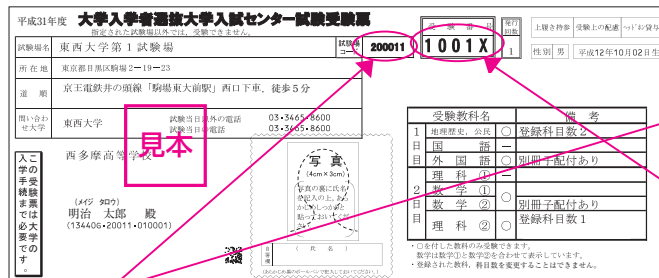 平成31年度 大学入学者選抜大学入試センター試験受験票
指定された試験場以外では，受験できません。
試験場名 東西大学第１試験場
試験場コード 200011
受験番号 1001X
発行回数 1
上履き持参 受験上の配慮
性別 男 平成12年10月02日生
所在地 東京都目黒区駒場2−19−23
道順 京王電鉄井の頭線「駒場東大前駅」西口下車，徒歩５分
問い合わせ大学 東西大学
試験当日以外の電話 03-3465-8600
試験当日の電話 03-3465-8600
見本
西多摩高等学校
この受験票は大学の入学手続まで必要です。
(メイジ タロウ)
明治 太郎 殿
(13440G-20011-010001)
写真
(4cm×3cm)
(氏名)
受験教科名 備考
1日目
地理歴史，公民 ○ 登録科目数2
国語 −
外国語 ○ 別冊子配付あり
2日目
理科①
数学① ○
数学② 別冊子配付あり
理科② ○ 登録科目数1
・○を付した教科のみ受験できます。
数学は数学①と数学②を合わせて表示しています。
・登録された教科，科目数を変更することはできません。